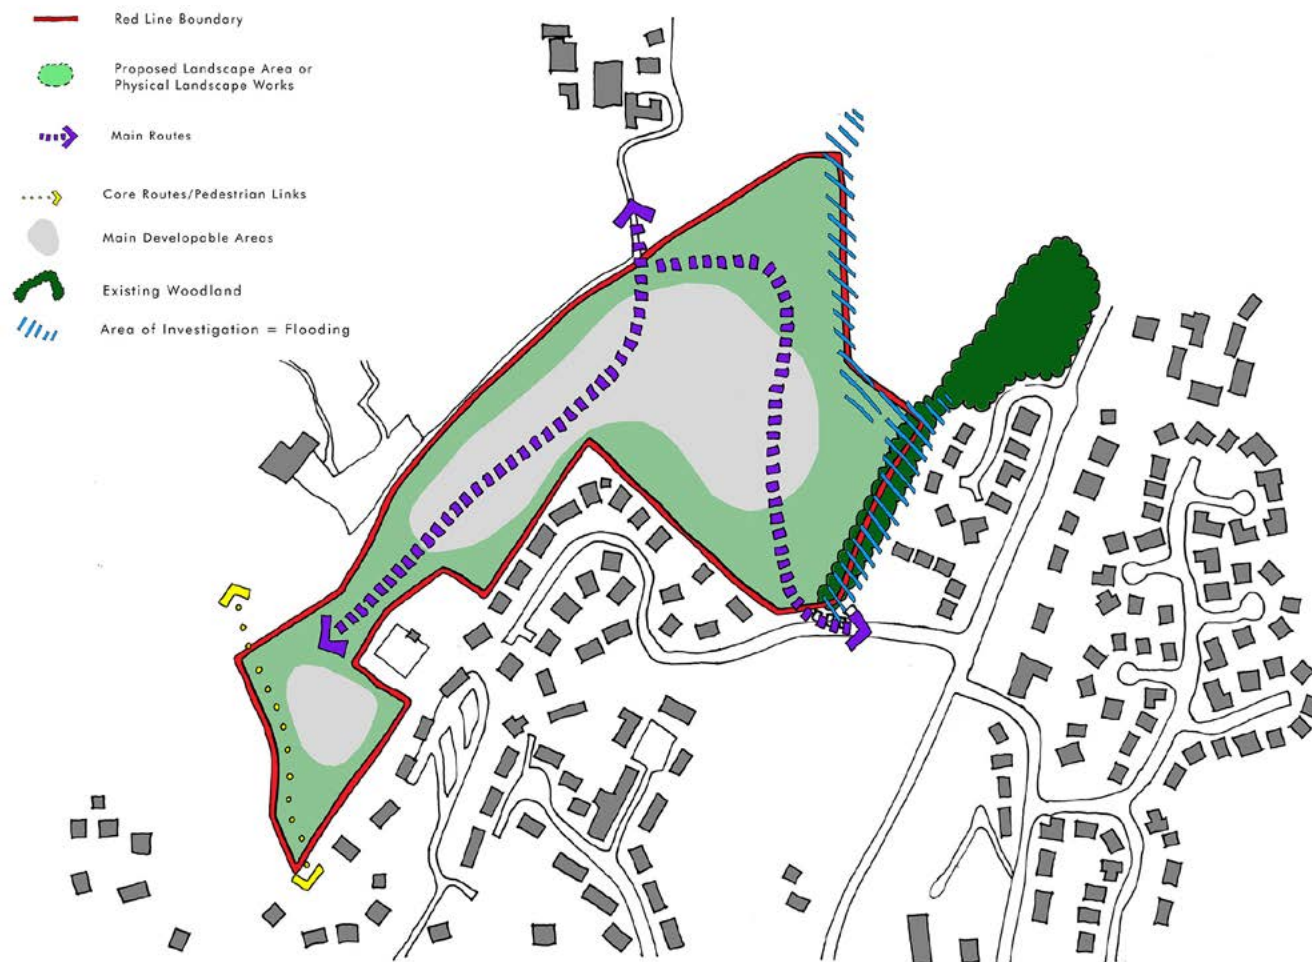 Red Line Boundary
Proposed Landscape Area or
Physical Landscape Works
Main Routes
Core Routes/Pedestrian Links
Main Developable Areas
Existing Woodland
Area of Investigation = Flooding